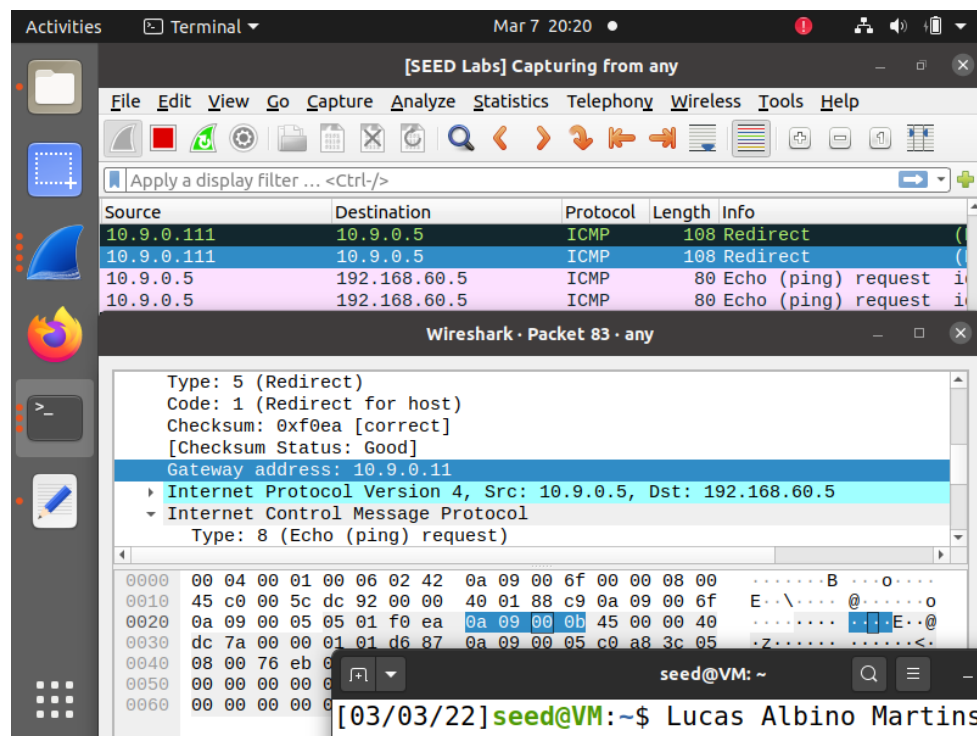 Activities Terminal Mar 7 20:20
[SEED Labs] Capturing from any
File Edit View Go Capture Analyze Statistics Telephony Wireless Tools Help
Apply a display filter … <Ctrl-/>
Source Destination Protocol Length Info
10.9.0.111 10.9.0.5 ICMP 108 Redirect (
10.9.0.111 10.9.0.5 ICMP 108 Redirect (
10.9.0.5 192.168.60.5 ICMP 80 Echo (ping) request i
10.9.0.5 192.168.60.5 ICMP 80 Echo (ping) request i
Wireshark · Packet 83 · any
Type: 5 (Redirect)
Code: 1 (Redirect for host)
Checksum: 0xf0ea [correct]
[Checksum Status: Good]
Gateway address: 10.9.0.11
Internet Protocol Version 4, Src: 10.9.0.5, Dst: 192.168.60.5
Internet Control Message Protocol
Type: 8 (Echo (ping) request)
0000 00 04 00 01 00 06 02 42 0a 09 00 6f 00 00 08 00 ·······B ···o····
0010 45 c0 00 5c dc 92 00 00 40 01 88 c9 0a 09 00 6f E··\···· @······o
0020 0a 09 00 05 05 01 f0 ea 0a 09 00 0b 45 00 00 40 ········ ····E··@
0030 dc 7a 00 00 01 01 d6 87 0a 09 00 05 c0 a8 3c 05 ·z······ ······<·
0040 08 00 76 eb
0050 00 00 00 00
0060 00 00 00 00
seed@VM: ~
[03/03/22]seed@VM:~$ Lucas Albino Martins